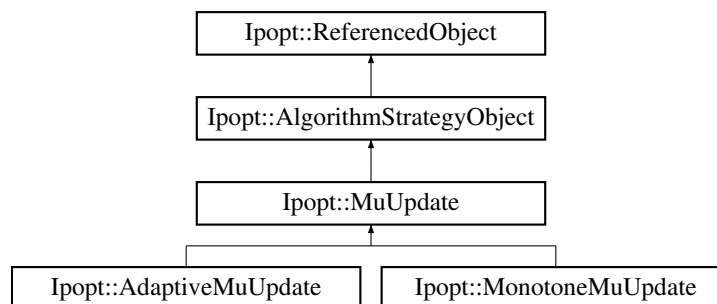 Ipopt::ReferencedObject
Ipopt::AlgorithmStrategyObject
Ipopt::MuUpdate
Ipopt::AdaptiveMuUpdate
Ipopt::MonotoneMuUpdate